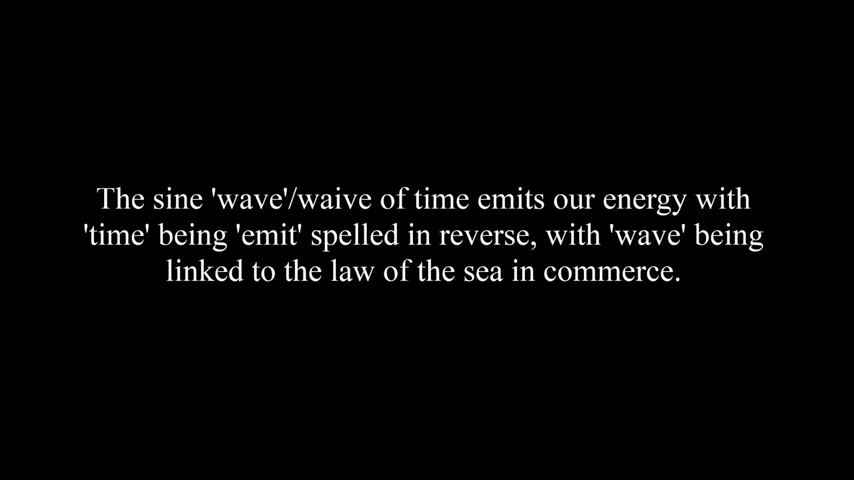 The sine 'wave'/waive of time emits our energy with
'time' being 'emit' spelled in reverse, with 'wave' being
linked to the law of the sea in commerce.